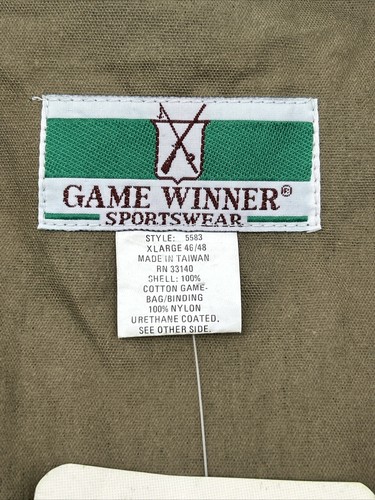 GAME WINNER®
SPORTSWEAR
STYLE: 5583
XLARGE 46/48
MADE IN TAIWAN
RN 33140
SHELL: 100%
COTTON GAME-
BAG/BINDING
100% NYLON
URETHANE COATED.
SEE OTHER SIDE.